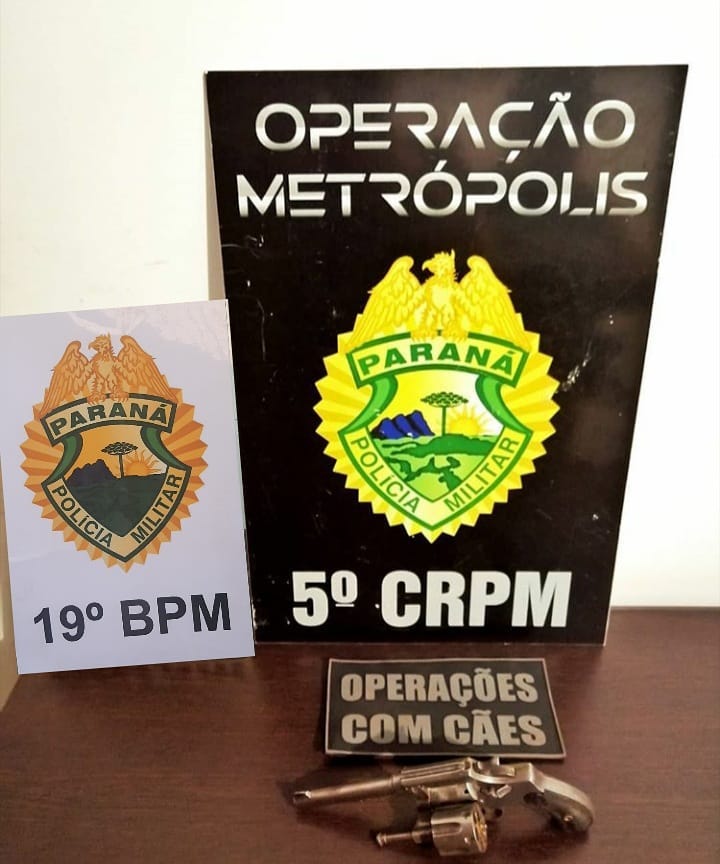 OPERAÇÃO
METRÓPOLIS
PARANÁ
POLÍCIA MILITAR
5º CRPM
PARANÁ
POLÍCIA MILITAR
19º BPM
OPERAÇÕES
COM CÃES